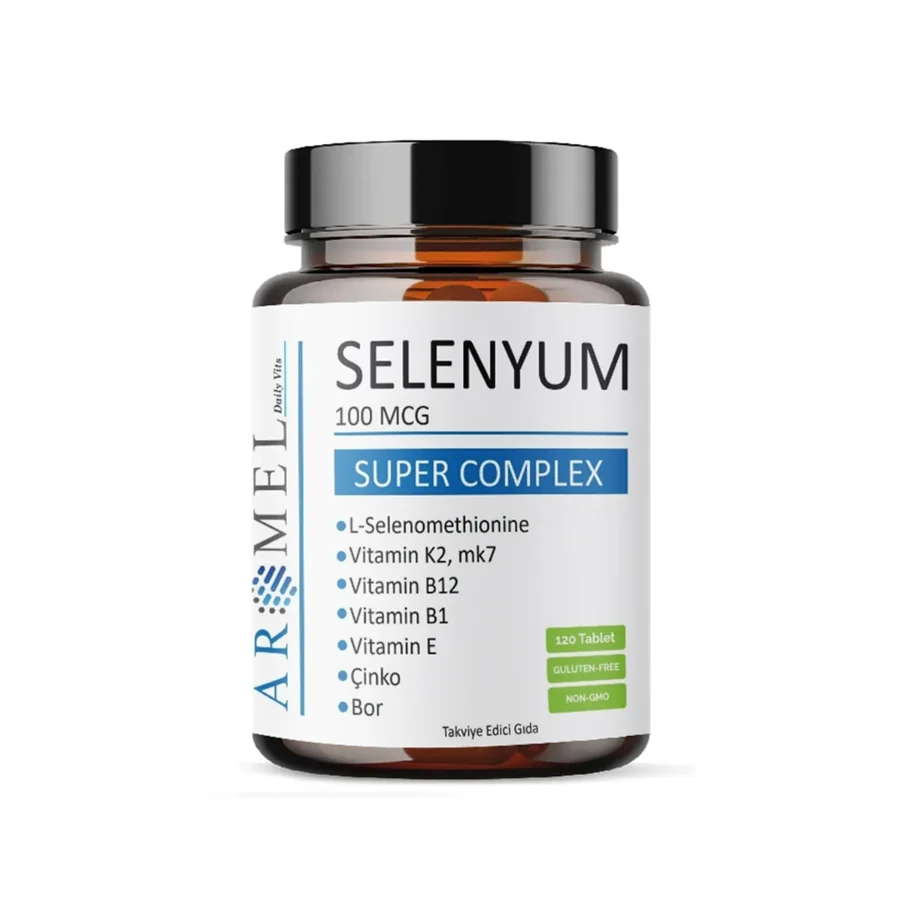 AROMEL
Daily Vits
SELENYUM
100 MCG
SUPER COMPLEX
•L-Selenomethionine
•Vitamin K2, mk7
•Vitamin B12
•Vitamin B1
•Vitamin E
•Çinko
•Bor
120 Tablet
GULUTEN-FREE
NON-GMO
Takviye Edici Gıda